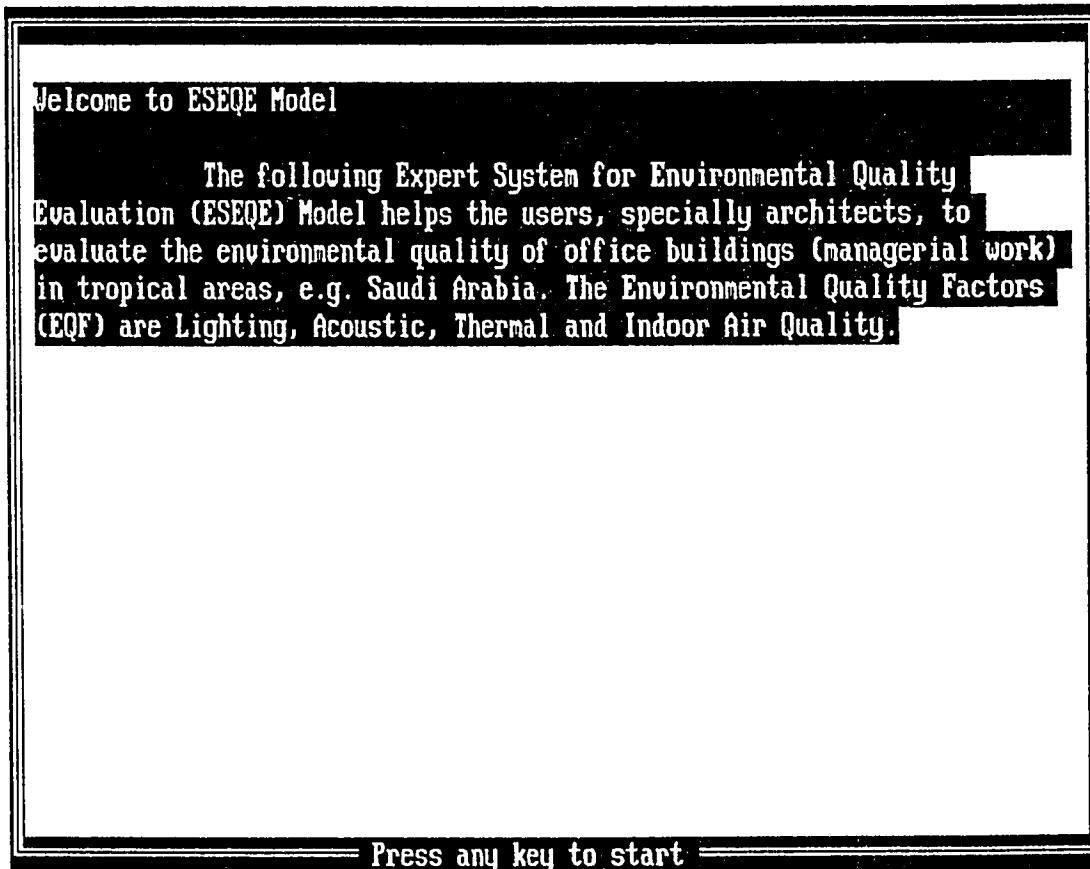 Welcome to ESEQE Model
The following Expert System for Environmental Quality
Evaluation (ESEQE) Model helps the users, specially architects, to
evaluate the environmental quality of office buildings (managerial work)
in tropical areas, e.g. Saudi Arabia. The Environmental Quality Factors
(EQF) are Lighting, Acoustic, Thermal and Indoor Air Quality.
Press any key to start